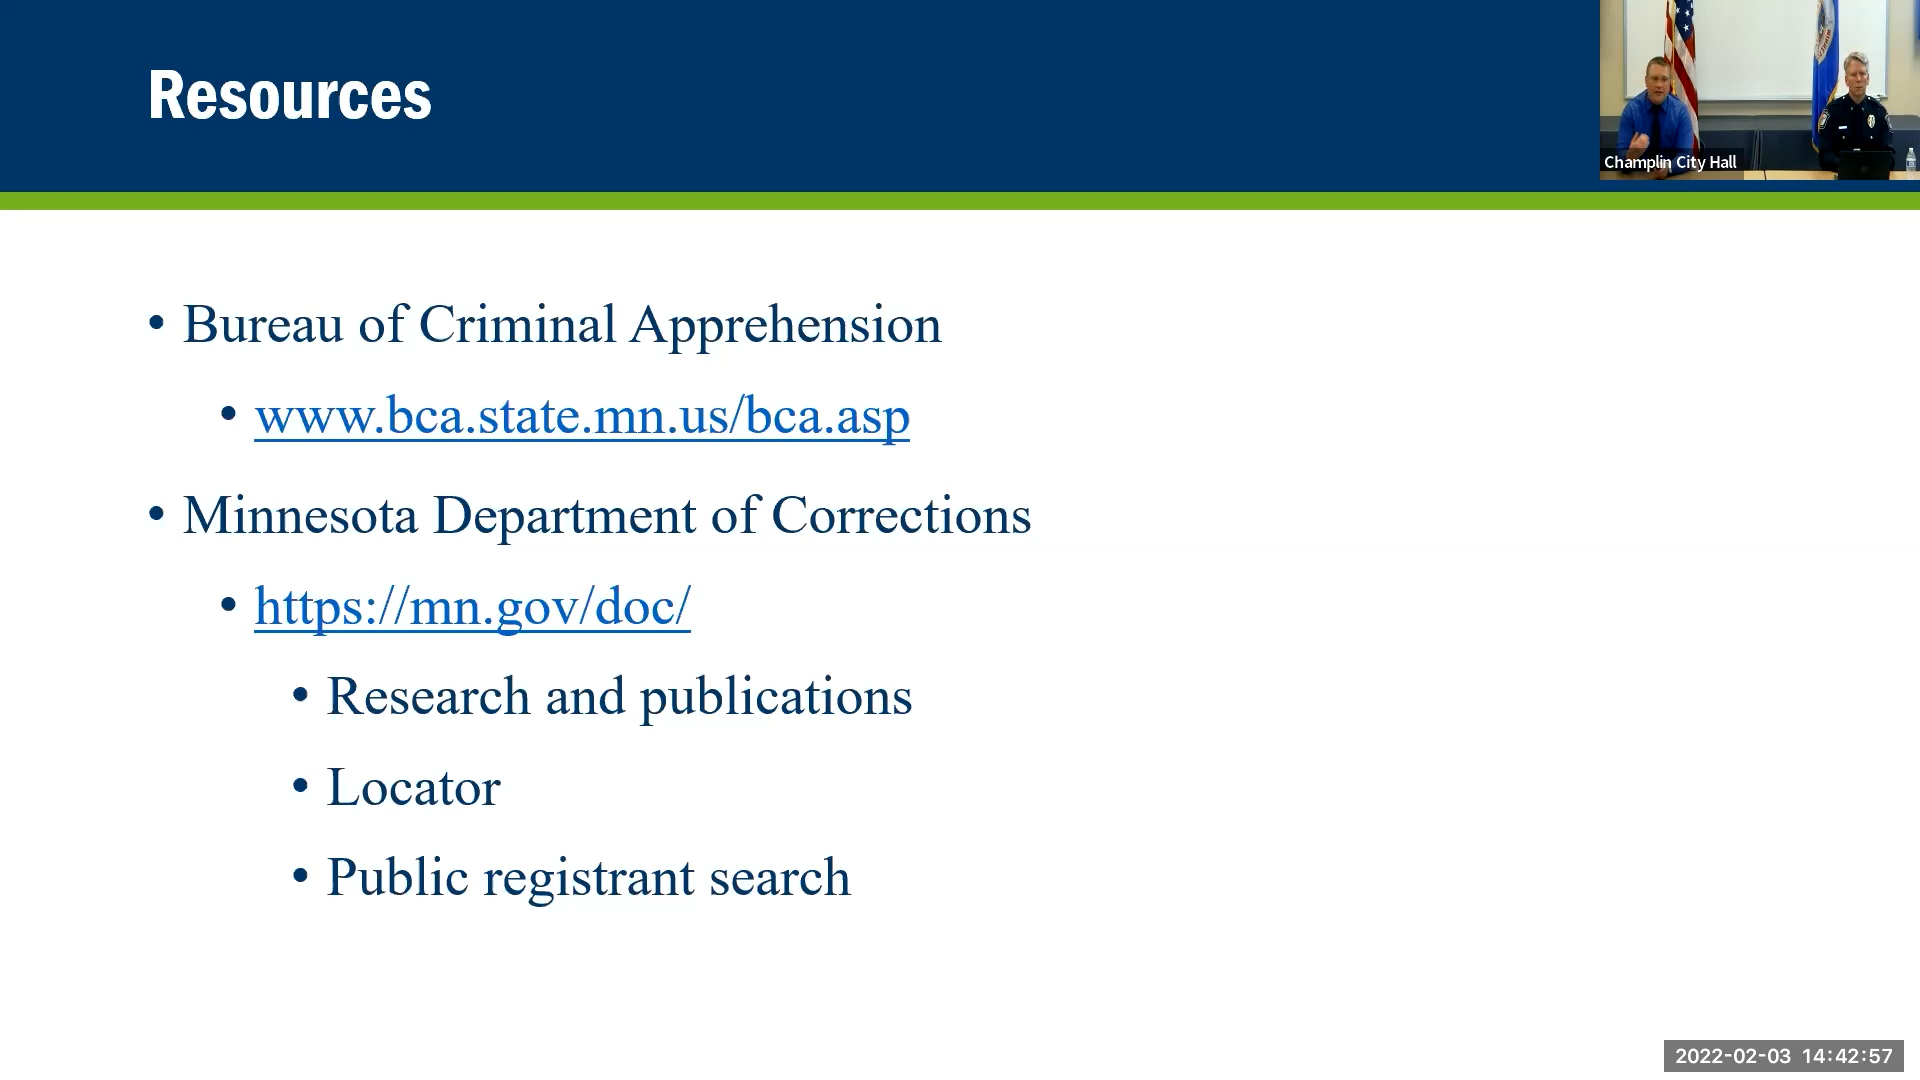 Resources
Champlin City Hall
• Bureau of Criminal Apprehension
• www.bca.state.mn.us/bca.asp
• Minnesota Department of Corrections
• https://mn.gov/doc/
• Research and publications
• Locator
• Public registrant search
2022-02-03 14:42:57